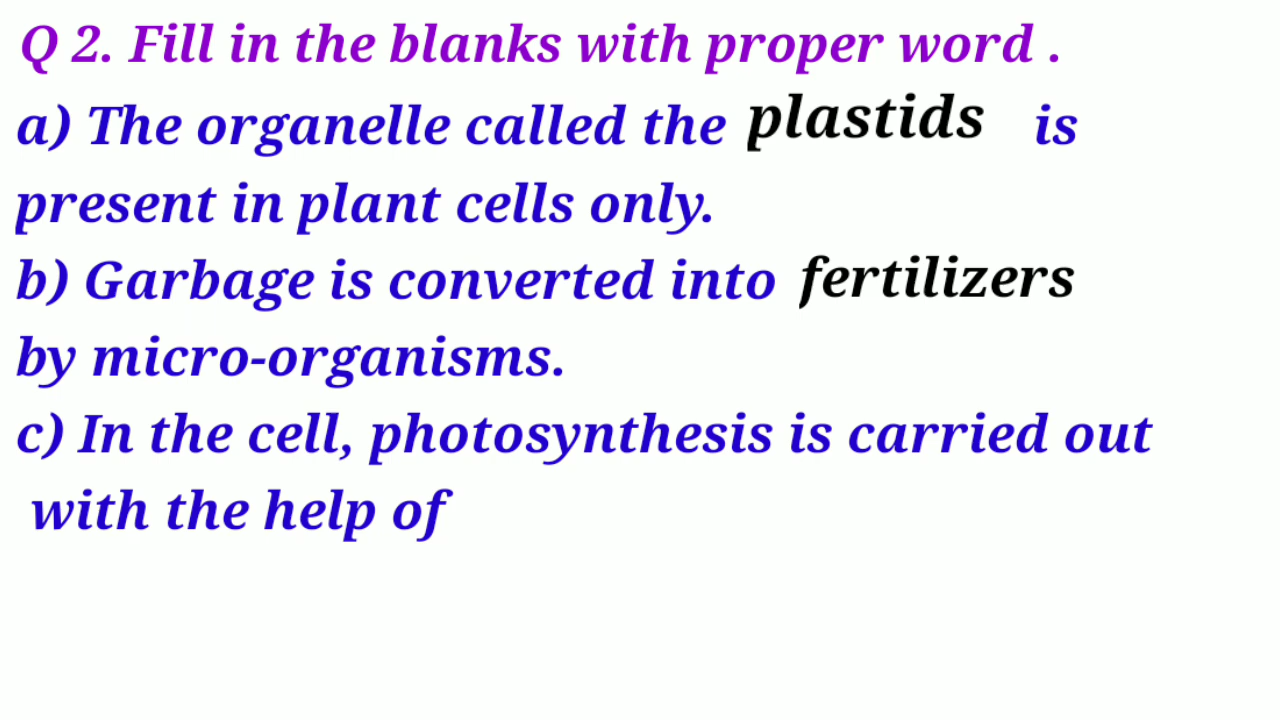 Q 2. Fill in the blanks with proper word .
a) The organelle called the plastids is
present in plant cells only.
b) Garbage is converted into fertilizers
by micro-organisms.
c) In the cell, photosynthesis is carried out
with the help of